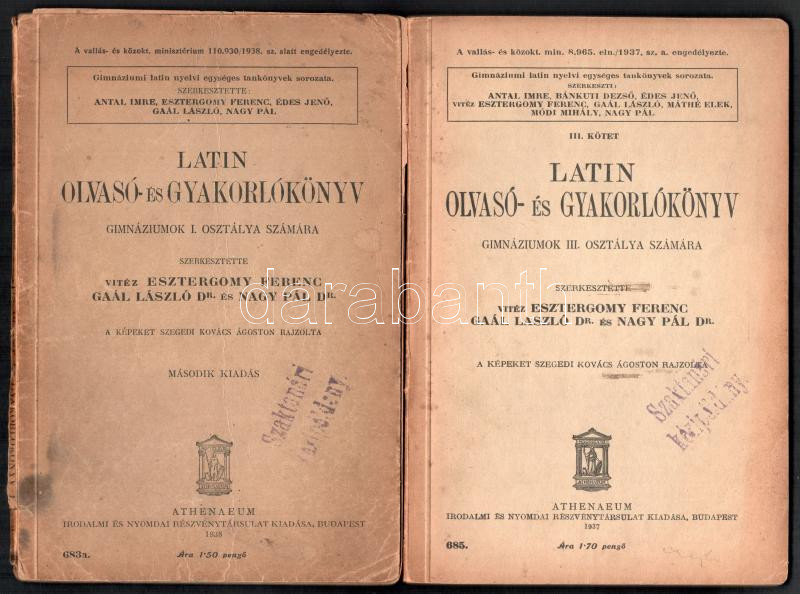 A vallás- és közokt. minisztérium 110.930/1938. sz. alatt engedélyezte.
Gimnáziumi latin nyelvi egységes tankönyvek sorozata.
SZERKESZTETTE:
ANTAL IMRE, ESZTERGOMY FERENC, ÉDES JENŐ,
GAÁL LÁSZLÓ, NAGY PÁL
LATIN
OLVASÓ- ÉS GYAKORLÓKÖNYV
GIMNÁZIUMOK I. OSZTÁLYA SZÁMÁRA
SZERKESZTETTE
VITÉZ ESZTERGOMY FERENC
GAÁL LÁSZLÓ DR. ÉS NAGY PÁL DR.
A KÉPEKET SZEGEDI KOVÁCS ÁGOSTON RAJZOLTA
MÁSODIK KIADÁS
Szaktanári
ATHENAEUM
IRODALMI ÉS NYOMDAI RÉSZVÉNYTÁRSULAT KIADÁSA, BUDAPEST
1938
683a.
Ára 1·50 pengő
A vallás- és közokt. min. 8,965. eln./1937, sz, a. engedélyezte.
Gimnáziumi latin nyelvi egységes tankönyvek sorozata.
SZERKESZTI:
ANTAL IMRE, BÁNKUTI DEZSŐ, ÉDES JENŐ,
VITÉZ ESZTERGOMY FERENC, GAÁL LÁSZLÓ, MÁTHÉ ELEK,
MÓDI MIHÁLY, NAGY PÁL
III. KÖTET
LATIN
OLVASÓ- ÉS GYAKORLÓKÖNYV
GIMNÁZIUMOK III. OSZTÁLYA SZÁMÁRA
SZERKESZTETTE
VITÉZ ESZTERGOMY FERENC
GAÁL LÁSZLÓ DR. ÉS NAGY PÁL DR.
A KÉPEKET SZEGEDI KOVÁCS ÁGOSTON RAJZOLTA
Szaktanári
ATHENAEUM
IRODALMI ÉS NYOMDAI RÉSZVÉNYTÁRSULAT KIADÁSA, BUDAPEST
1937
685.
Ára 1·70 pengő
darabanth